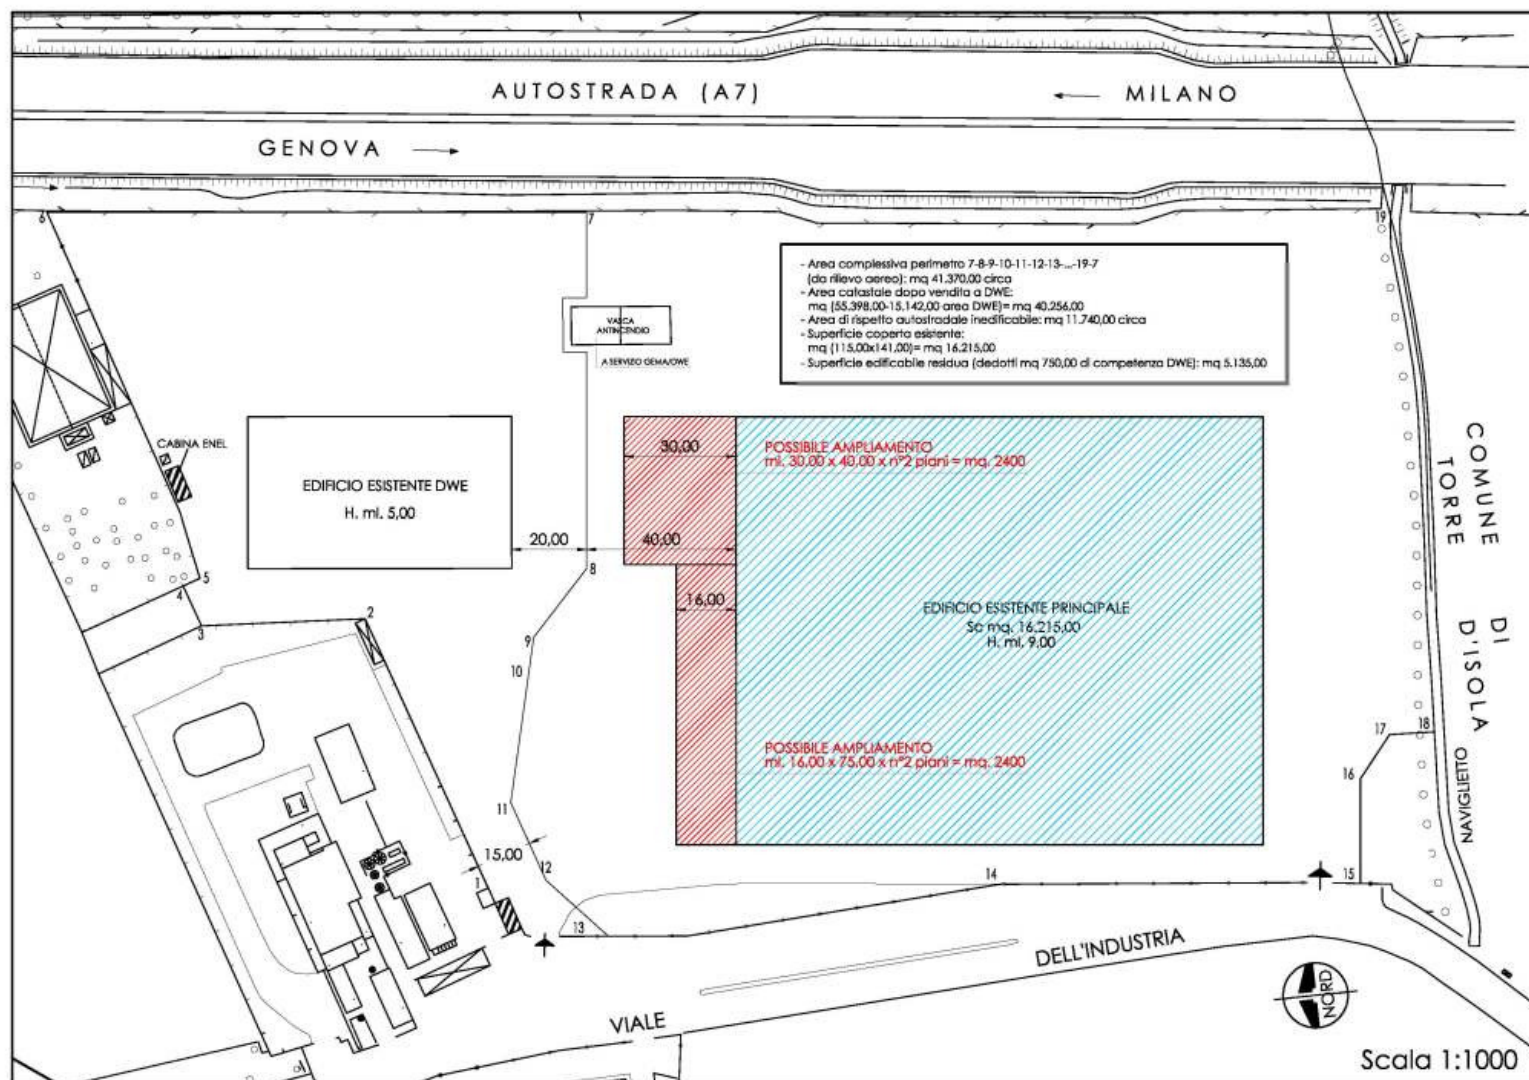 AUTOSTRADA (A7)
MILANO
GENOVA
6
7
19
- Area complessiva perimetro 7-8-9-10-11-12-13-...-19-7
(da rilievo aereo): mq 41.370,00 circa
- Area catastale dopo vendita a DWE:
mq (55.398,00-15.142,00 area DWE)= mq 40.256,00
- Area di rispetto autostradale inedificabile: mq 11.740,00 circa
- Superficie coperta esistente:
mq (115,00x141,00)= mq 16.215,00
- Superficie edificabile residua (dedotti mq 750,00 di competenza DWE): mq 5.135,00
VASCA
ANTINCENDIO
A SERVIZIO GEMA/DWE
CABINA ENEL
EDIFICIO ESISTENTE DWE
H. ml. 5,00
30,00
POSSIBILE AMPLIAMENTO
ml. 30,00 x 40,00 x n°2 piani = mq. 2400
20,00
40,00
8
5
4
3
2
9
10
16,00
EDIFICIO ESISTENTE PRINCIPALE
Sc mq. 16.215,00
H. ml. 9,00
COMUNE DI
TORRE D'ISOLA
NAVIGLIETTO
17
18
16
POSSIBILE AMPLIAMENTO
ml. 16,00 x 75,00 x n°2 piani = mq. 2400
11
15,00
12
1
14
15
13
VIALE DELL'INDUSTRIA
NORD
Scala 1:1000